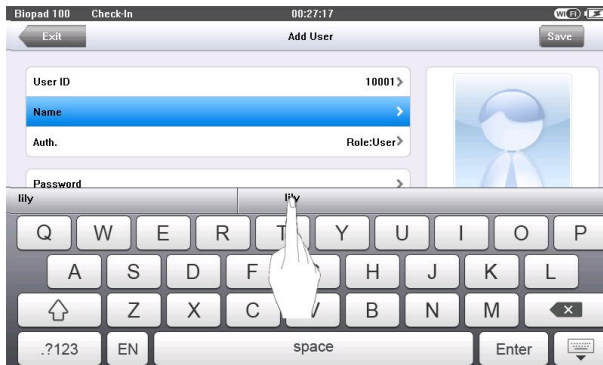 Biopad 100 Check-In 00:27:17 WIFI
Exit Add User Save
User ID 10001
Name
Auth. Role:User
Password
lily lily
Q W E R T Y U I O P
A S D F H J K L
Z X C V B N M
.?123 EN space Enter